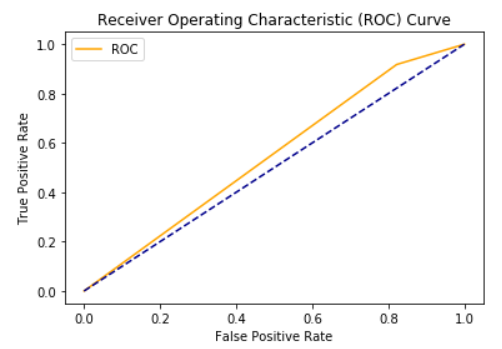 Receiver Operating Characteristic (ROC) Curve
ROC
True Positive Rate
1.0
0.8
0.6
0.4
0.2
0.0
0.0 0.2 0.4 0.6 0.8 1.0
False Positive Rate